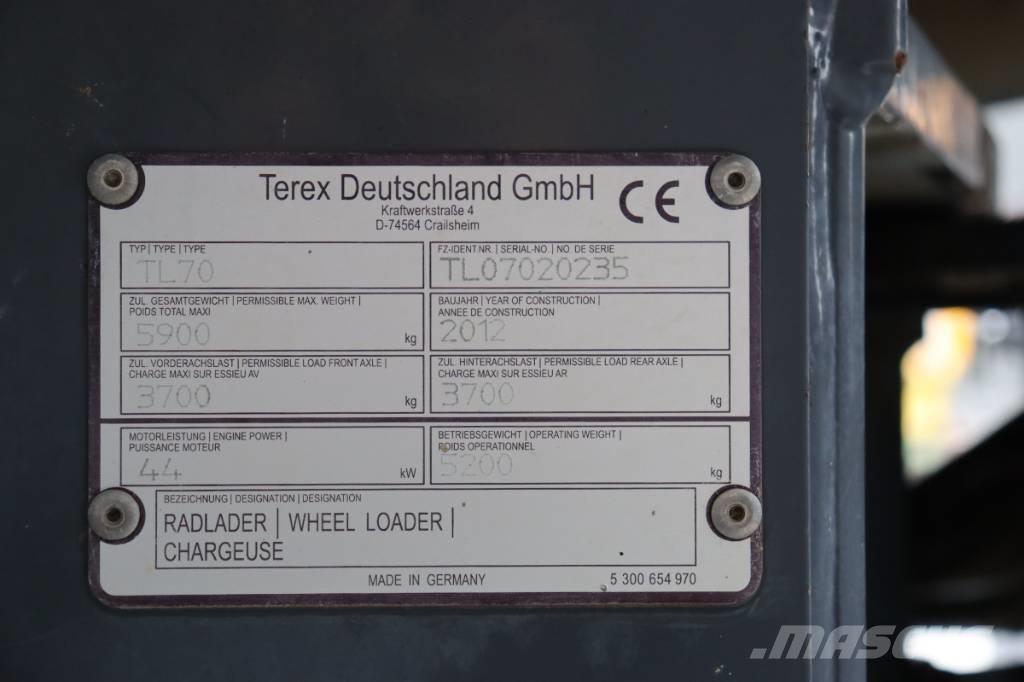 Terex Deutschland GmbH CE
Kraftwerkstraße 4
D-74564 Crailsheim
TYP | TYPE | TYPE
TL70
FZ-IDENT.NR. | SERIAL-NO. | NO. DE SERIE
TL07020235
ZUL. GESAMTGEWICHT | PERMISSIBLE MAX. WEIGHT |
POIDS TOTAL MAXI
5900 kg
BAUJAHR | YEAR OF CONSTRUCTION |
ANNEE DE CONSTRUCTION
2012
ZUL. VORDERACHSLAST | PERMISSIBLE LOAD FRONT AXLE |
CHARGE MAXI SUR ESSIEU AV
3700 kg
ZUL. HINTERACHSLAST | PERMISSIBLE LOAD REAR AXLE |
CHARGE MAXI SUR ESSIEU AR
3700 kg
MOTORLEISTUNG | ENGINE POWER |
PUISSANCE MOTEUR
44 kW
BETRIEBSGEWICHT | OPERATING WEIGHT |
POIDS OPERATIONNEL
5200 kg
BEZEICHNUNG | DESIGNATION | DESIGNATION
RADLADER | WHEEL LOADER |
CHARGEUSE
MADE IN GERMANY 5 300 654 970
.MASCUS